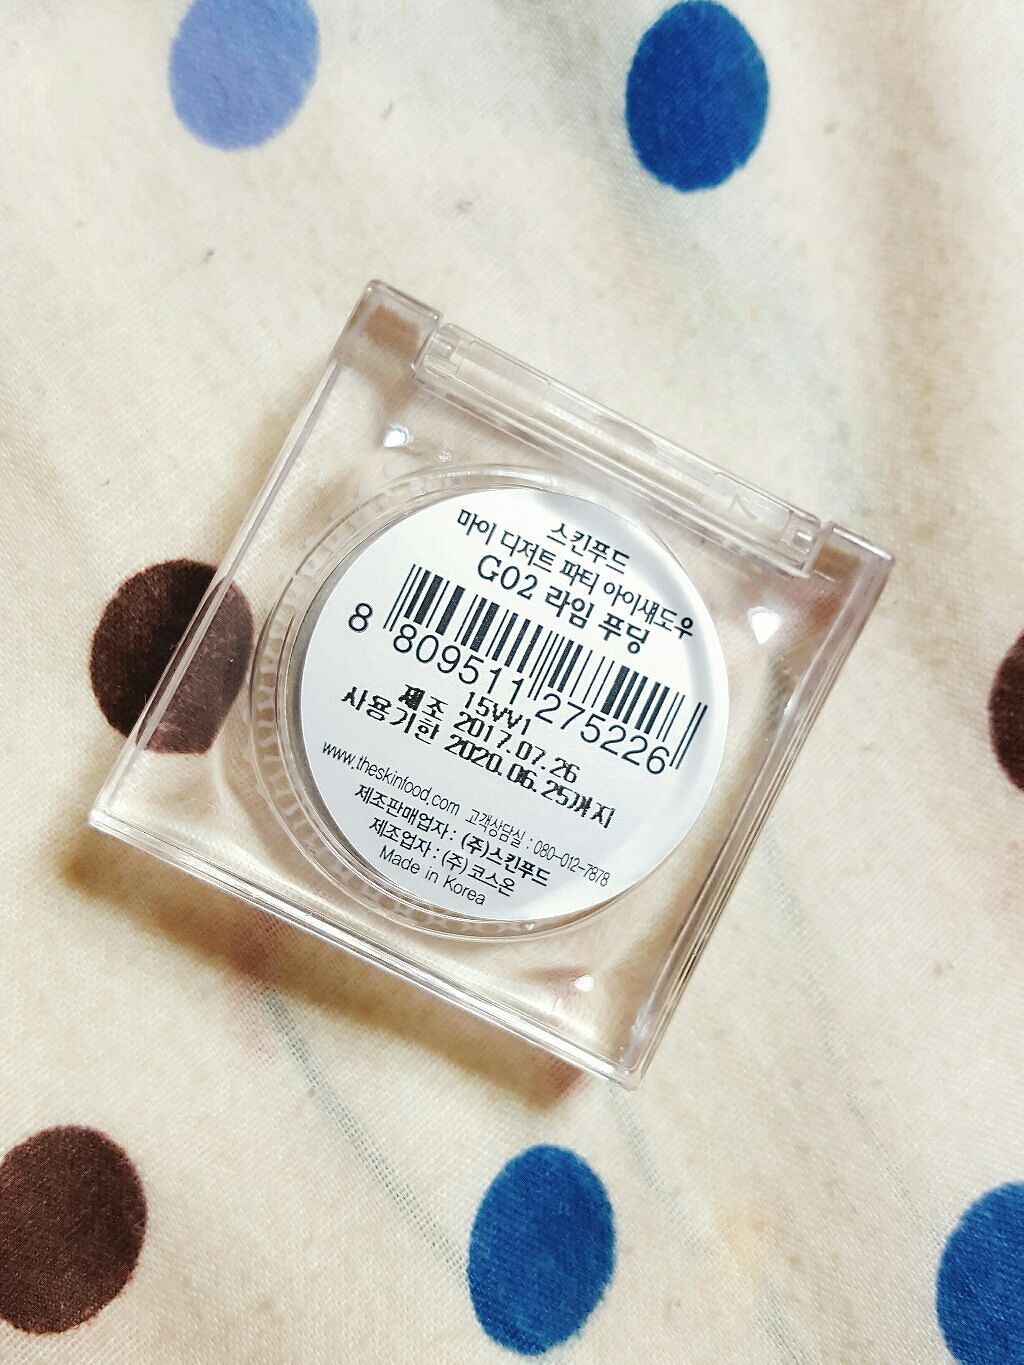 스킨푸드
마이 디저트 파티 아이섀도우
G02 라임 푸딩
8 809511 275226
15VV1
제조 2017.07.26
사용기한 2020.06.25까지
www.theskinfood.com 고객상담실 : 080-012-7878
제조판매업자 : (주)스킨푸드
제조업자 : (주)코스온
Made in Korea